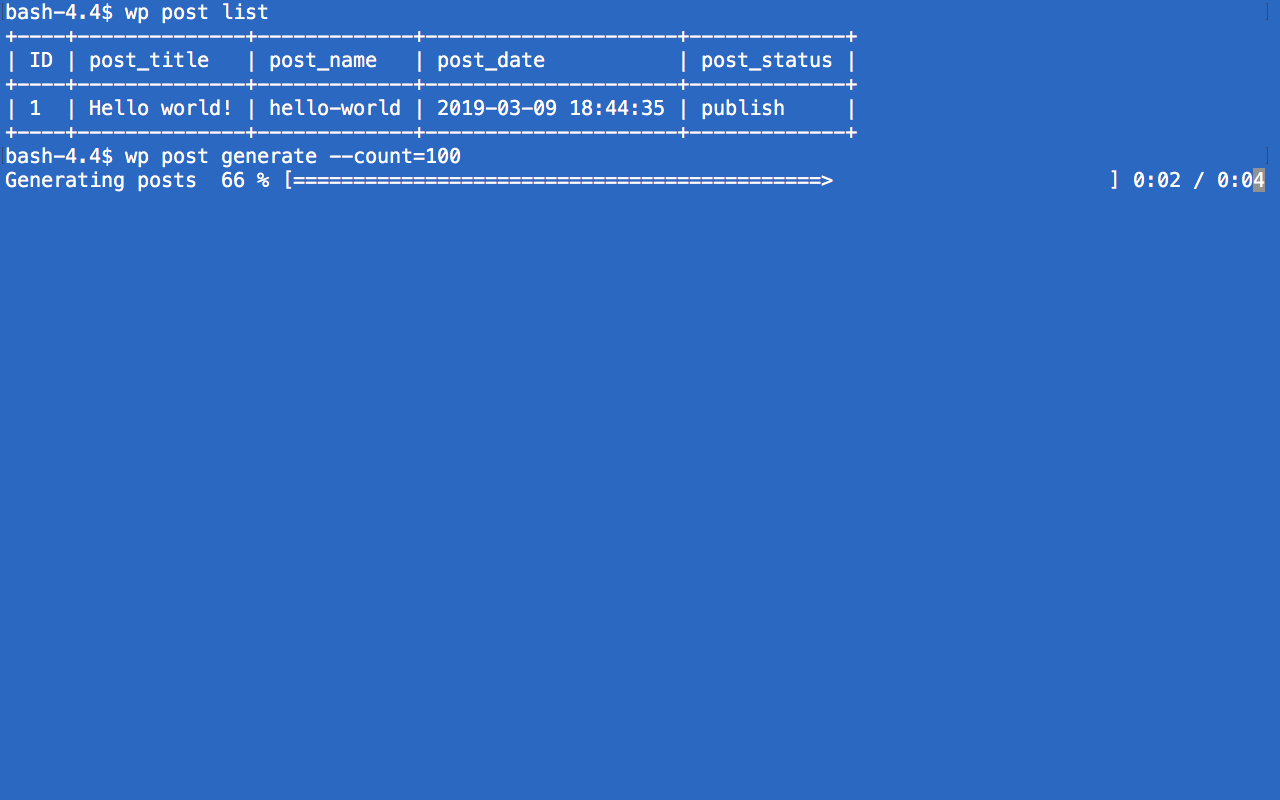 bash-4.4$ wp post list
+----+--------------+-------------+---------------------+-------------+
| ID | post_title   | post_name   | post_date           | post_status |
+----+--------------+-------------+---------------------+-------------+
| 1  | Hello world! | hello-world | 2019-03-09 18:44:35 | publish     |
+----+--------------+-------------+---------------------+-------------+
bash-4.4$ wp post generate --count=100
Generating posts  66 % [============================================>                       ] 0:02 / 0:04